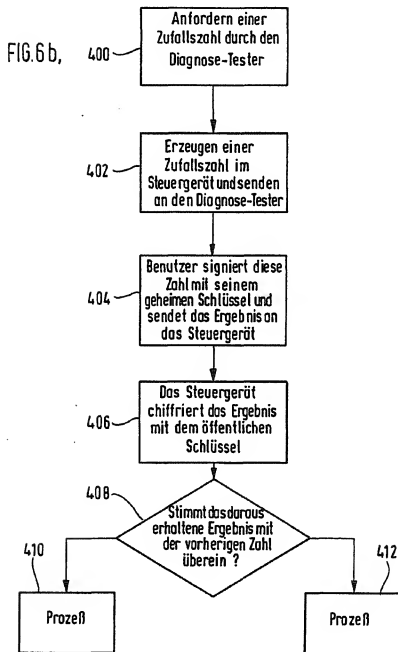 FIG.6b,
400
Anfordern einer
Zufallszahl durch den
Diagnose-Tester
402
Erzeugen einer
Zufallszahl im
Steuergerät und senden
an den Diagnose-Tester
404
Benutzer signiert diese
Zahl mit seinem
geheimen Schlüssel und
sendet das Ergebnis an
das Steuergerät
406
Das Steuergerät
chiffriert das Ergebnis
mit dem öffentlichen
Schlüssel
408
Stimmt das daraus
erhaltene Ergebnis mit
der vorherigen Zahl
überein ?
410
Prozeß
412
Prozeß